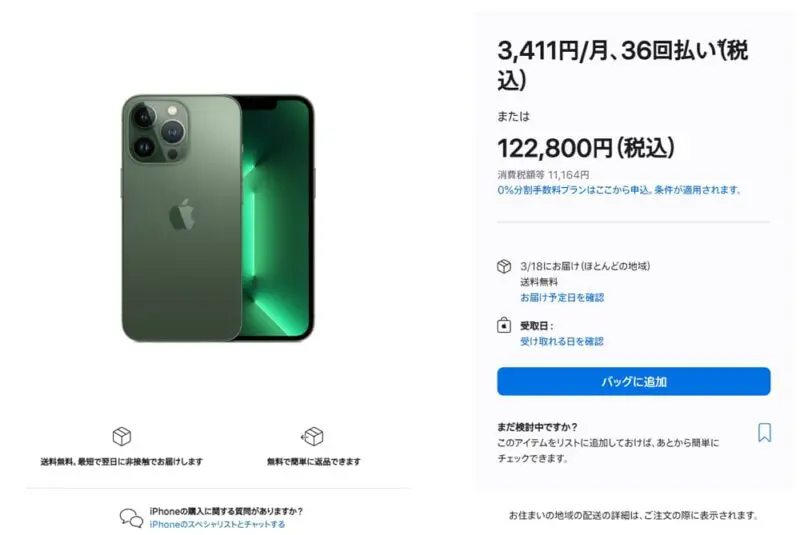 3,411円/月、36回払い¶(税
込)
または
122,800円(税込)
消費税額等 11,164円
0%分割手数料プランはここから申込。条件が適用されます。
3/18にお届け(ほとんどの地域)
送料無料
お届け予定日を確認
受取日:
受け取れる日を確認
バッグに追加
まだ検討中ですか?
このアイテムをリストに追加しておけば、あとから簡単に
チェックできます。
送料無料。最短で翌日に非接触でお届けします
無料で簡単に返品できます
iPhoneの購入に関する質問がありますか?
iPhoneのスペシャリストとチャットする
お住まいの地域の配送の詳細は、ご注文の際に表示されます。